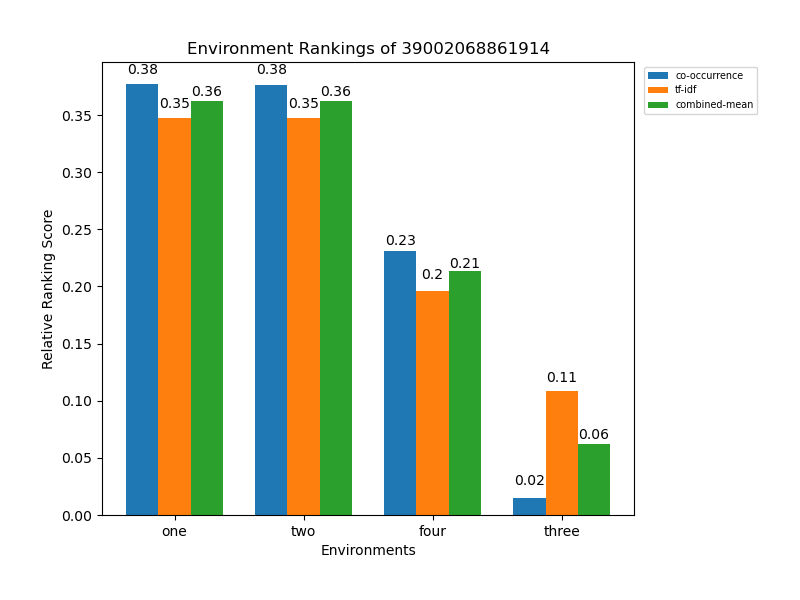 Environment Rankings of 39002068861914
co-occurrence
tf-idf
combined-mean
Relative Ranking Score
0.35
0.30
0.25
0.20
0.15
0.10
0.05
0.00
0.38
0.35
0.36
0.38
0.35
0.36
0.23
0.2
0.21
0.02
0.11
0.06
one two four three
Environments